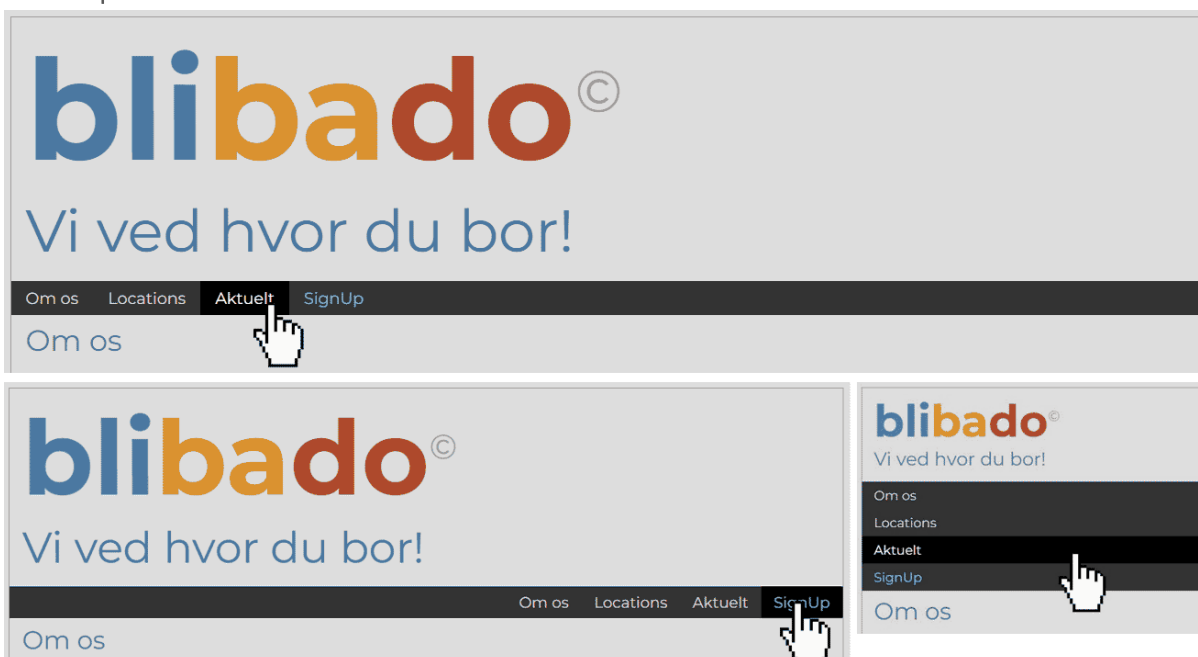 blibado©
Vi ved hvor du bor!
Om os Locations Aktuelt SignUp
Om os
blibado©
Vi ved hvor du bor!
Om os Locations Aktuelt SignUp
Om os
blibado©
Vi ved hvor du bor!
Om os
Locations
Aktuelt
SignUp
Om os